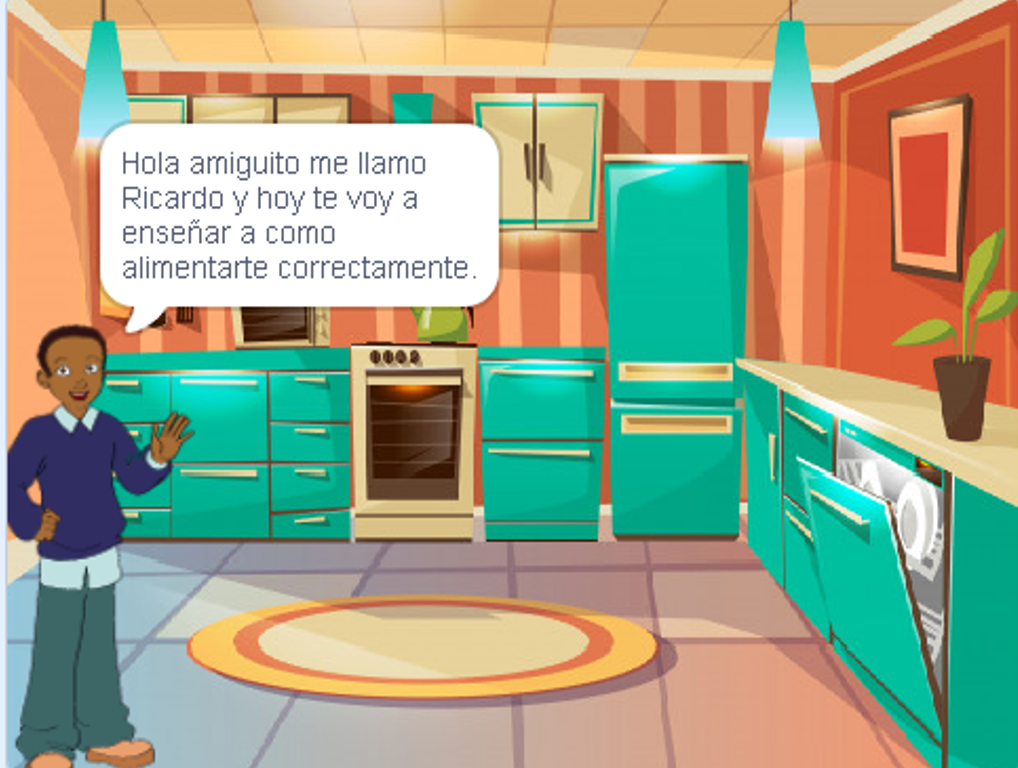 Hola amiguito me llamo
Ricardo y hoy te voy a
enseñar a como
alimentarte correctamente.